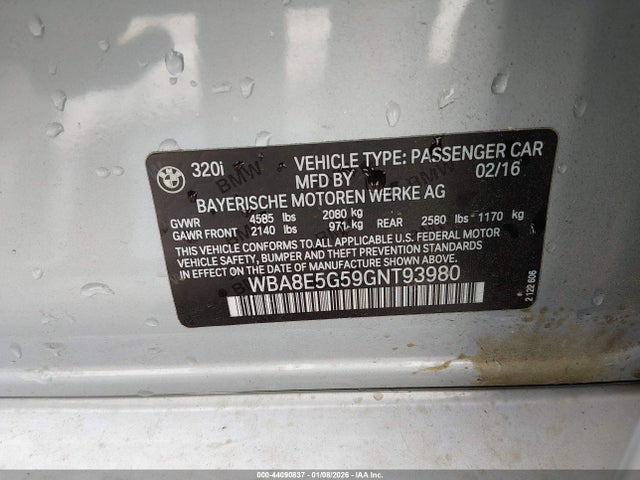 320i VEHICLE TYPE: PASSENGER CAR
MFD BY 02/16
BAYERISCHE MOTOREN WERKE AG
GVWR 4585 lbs 2080 kg
GAWR FRONT 2140 lbs 971 kg REAR 2580 lbs 1170 kg
THIS VEHICLE CONFORMS TO ALL APPLICABLE U.S. FEDERAL MOTOR
VEHICLE SAFETY, BUMPER AND THEFT PREVENTION STANDARDS
IN EFFECT ON THE DATE OF MANUFACTURE SHOWN ABOVE.
WBA8E5G59GNT93980
2 122 606
000-44090837 - 01/08/2026 - IAA Inc.